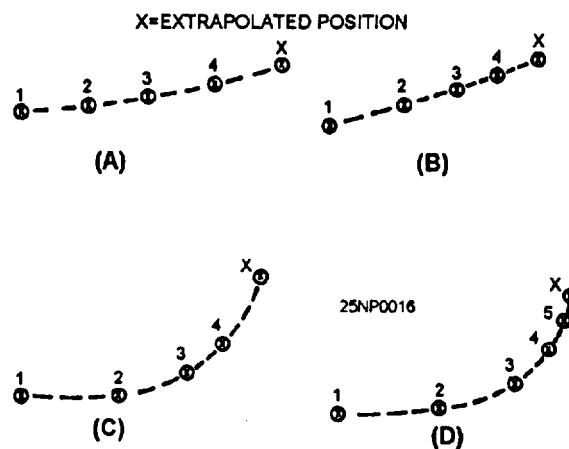 X=EXTRAPOLATED POSITION
1 2 3 4 X
(A)
1 2 3 4 X
(B)
1 2 3 4 X
(C)
25NP0016
1 2 3 4 5 X
(D)